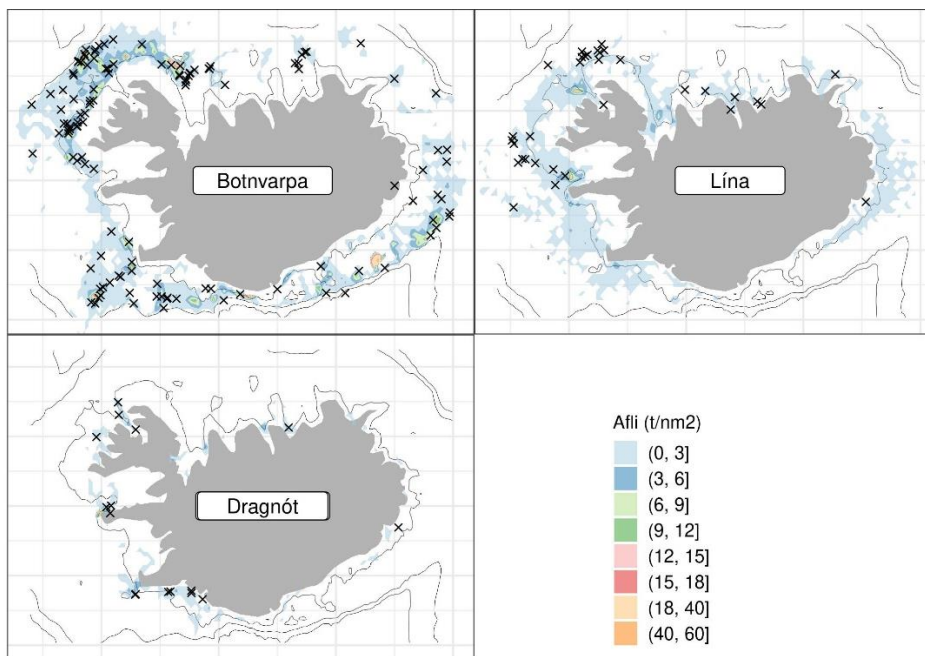 Botnvarpa
Lína
Dragnót
Afli (t/nm2)
(0, 3]
(3, 6]
(6, 9]
(9, 12]
(12, 15]
(15, 18]
(18, 40]
(40, 60]